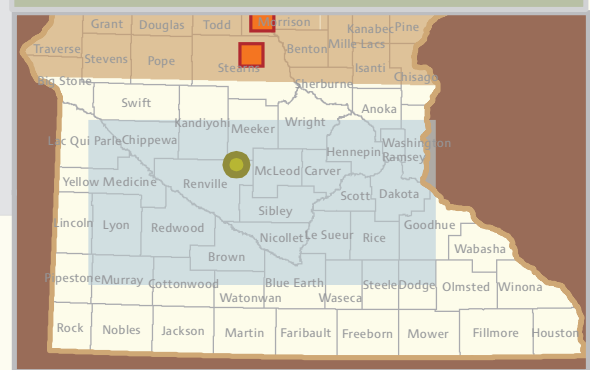 Grant Douglas Todd Morrison Kanabec Pine
Traverse Stevens Pope Stearns Benton Mille Lacs Isanti Chisago
Big Stone Sherburne
Swift Kandiyohi Meeker Wright Anoka
Lac Qui Parle Chippewa Hennepin Washington
Ramsey
Yellow Medicine Renville McLeod Carver
Scott Dakota
Lincoln Lyon Redwood Sibley Nicollet Le Sueur Rice Goodhue
Brown Wabasha
Pipestone Murray Cottonwood Watonwan Blue Earth Waseca Steele Dodge Olmsted Winona
Rock Nobles Jackson Martin Faribault Freeborn Mower Fillmore Houston